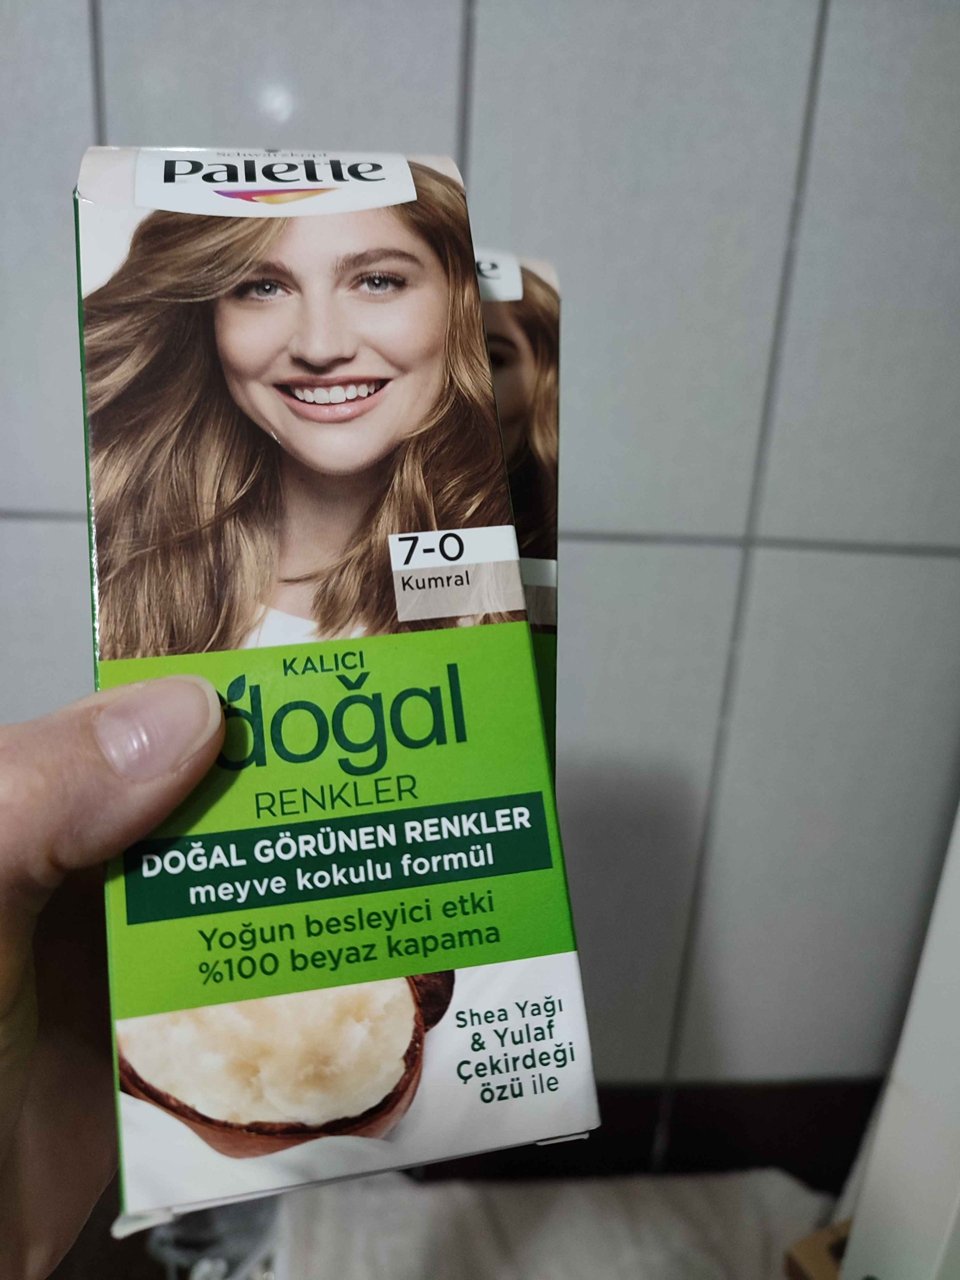 Schwarzkopf
Palette
e
7-0
Kumral
KALICI
doğal
RENKLER
DOĞAL GÖRÜNEN RENKLER
meyve kokulu formül
Yoğun besleyici etki
%100 beyaz kapama
Shea Yağı
& Yulaf
Çekirdeği
özü ile